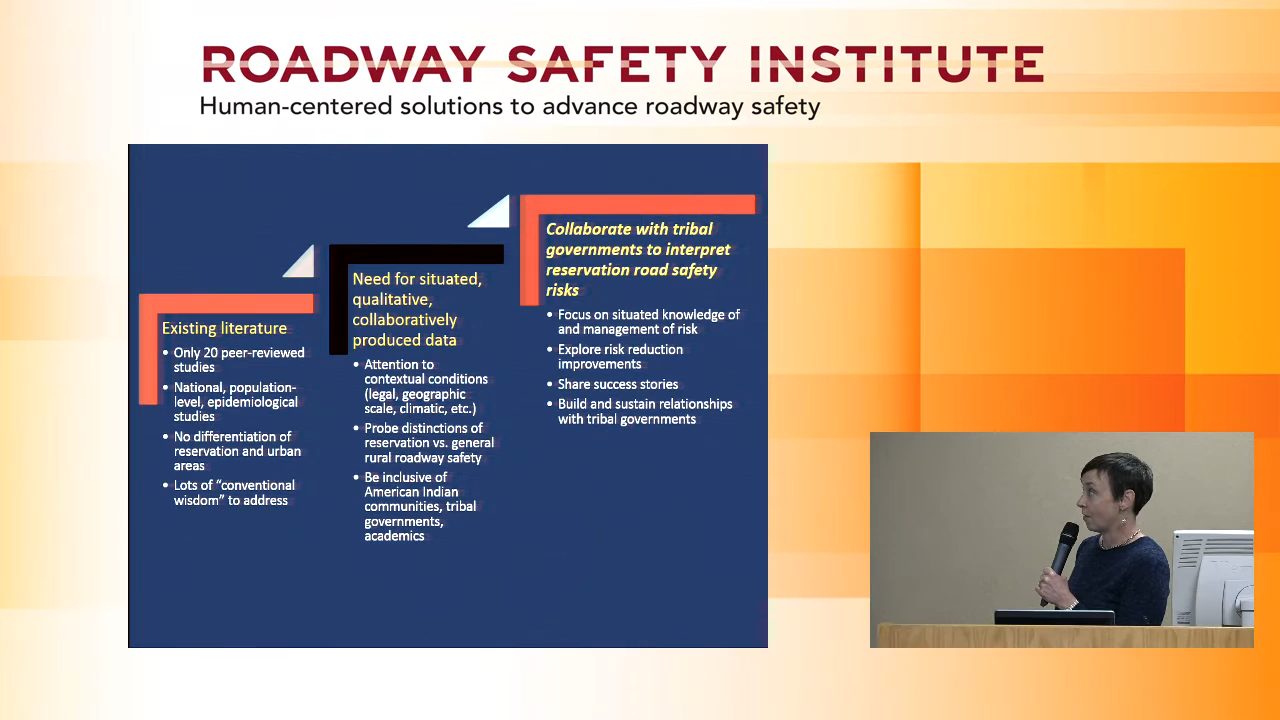 ROADWAY SAFETY INSTITUTE
Human-centered solutions to advance roadway safety
Existing literature
• Only 20 peer-reviewed
studies
• National, population-
level, epidemiological
studies
• No differentiation of
reservation and urban
areas
• Lots of “conventional
wisdom” to address
Need for situated,
qualitative,
collaboratively
produced data
• Attention to
contextual conditions
(legal, geographic
scale, climatic, etc.)
• Probe distinctions of
reservation vs. general
rural roadway safety
• Be inclusive of
American Indian
communities, tribal
governments,
academics
Collaborate with tribal
governments to interpret
reservation road safety
risks
• Focus on situated knowledge of
and management of risk
• Explore risk reduction
improvements
• Share success stories
• Build and sustain relationships
with tribal governments